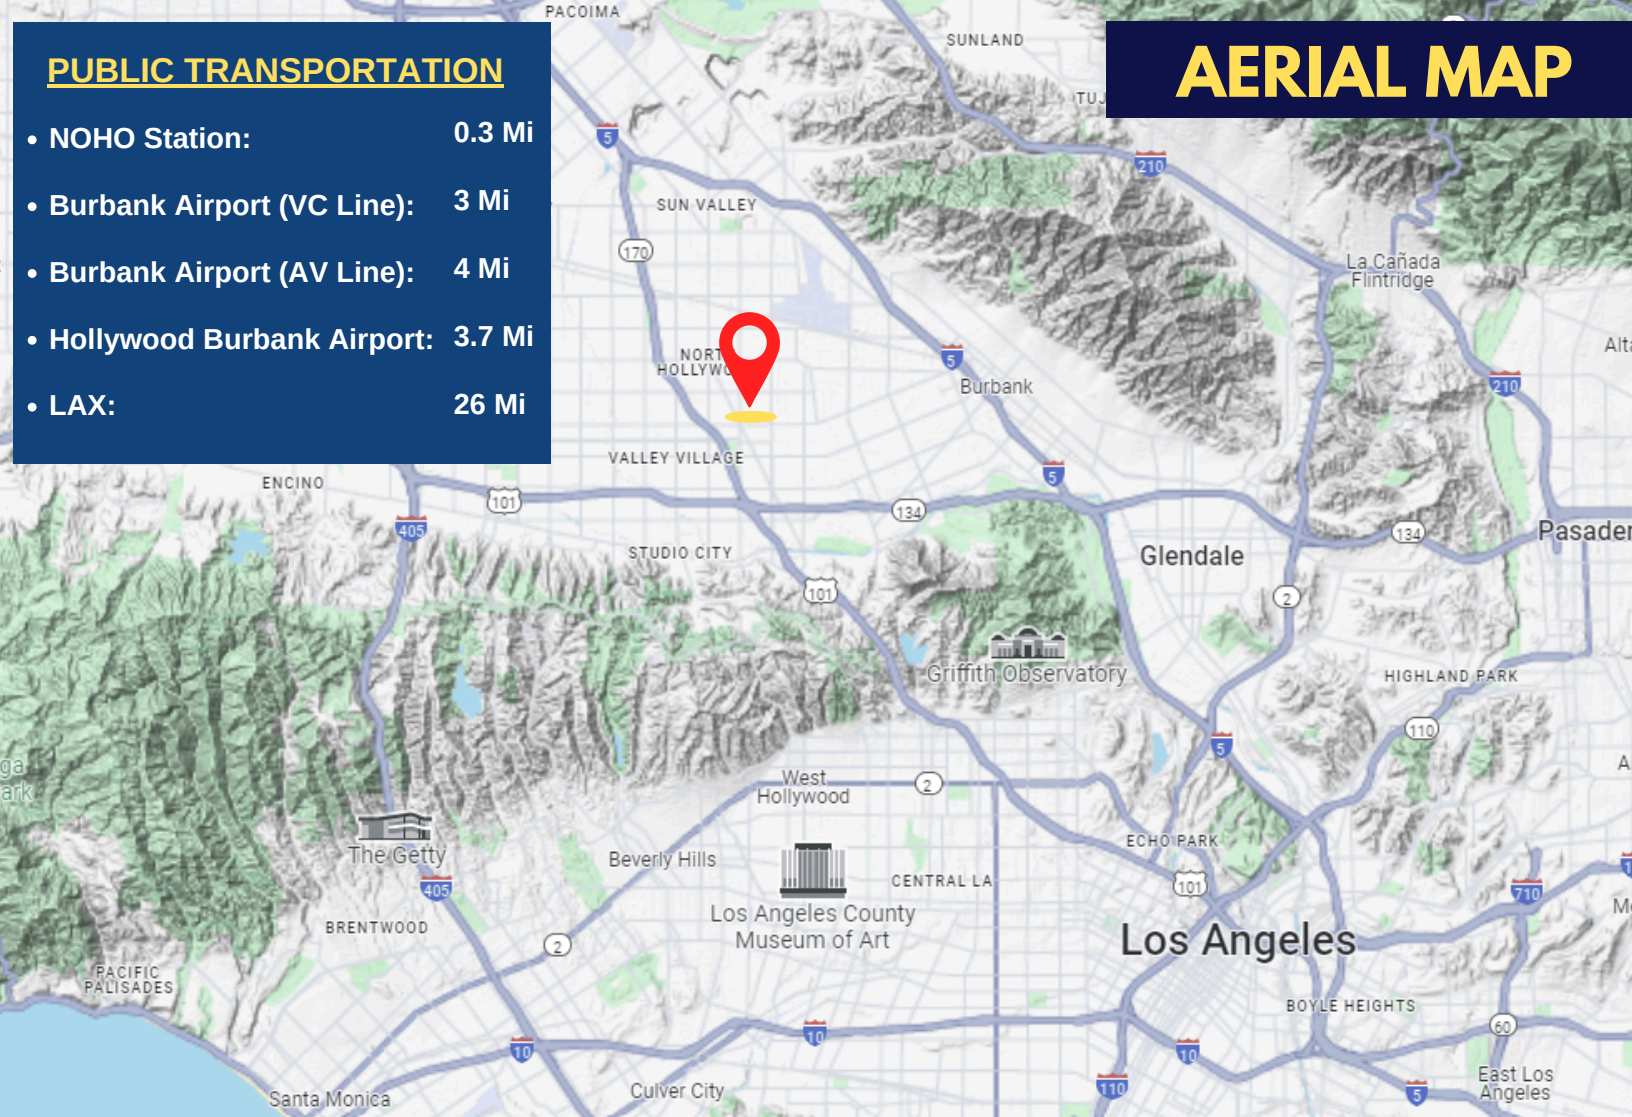 PUBLIC TRANSPORTATION
• NOHO Station: 0.3 Mi
• Burbank Airport (VC Line): 3 Mi
• Burbank Airport (AV Line): 4 Mi
• Hollywood Burbank Airport: 3.7 Mi
• LAX: 26 Mi
AERIAL MAP
PACOIMA
SUNLAND
5
210
SUN VALLEY
170
La Cañada
Flintridge
5
Burbank
210
VALLEY VILLAGE
ENCINO
101
405
134
5
134
Glendale
STUDIO CITY
101
2
Griffith Observatory
HIGHLAND PARK
110
5
West
Hollywood
2
The Getty
405
Beverly Hills
ECHO PARK
CENTRAL LA
101
710
BRENTWOOD
2
Los Angeles County
Museum of Art
Los Angeles
PACIFIC
PALISADES
BOYLE HEIGHTS
10
10
10
60
Santa Monica
Culver City
110
5
East Los
Angeles